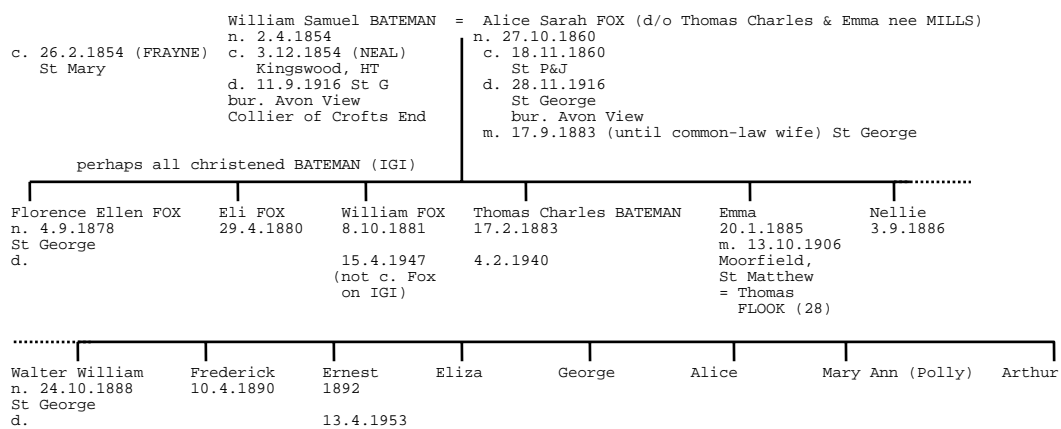 William Samuel BATEMAN = Alice Sarah FOX (d/o Thomas Charles & Emma nee MILLS)
n. 2.4.1854 n. 27.10.1860
c. 26.2.1854 (FRAYNE) c. 3.12.1854 (NEAL) c. 18.11.1860
St Mary Kingswood, HT St P&J
d. 11.9.1916 St G d. 28.11.1916
bur. Avon View St George
Collier of Crofts End bur. Avon View
m. 17.9.1883 (until common-law wife) St George
perhaps all christened BATEMAN (IGI)
Florence Ellen FOX Eli FOX William FOX Thomas Charles BATEMAN Emma Nellie
n. 4.9.1878 29.4.1880 8.10.1881 17.2.1883 20.1.1885 3.9.1886
St George m. 13.10.1906
d. 15.4.1947 4.2.1940 Moorfield,
(not c. Fox St Matthew
on IGI) = Thomas
FLOOK (28)
Walter William Frederick Ernest Eliza George Alice Mary Ann (Polly) Arthur
n. 24.10.1888 10.4.1890 1892
St George
d. 13.4.1953